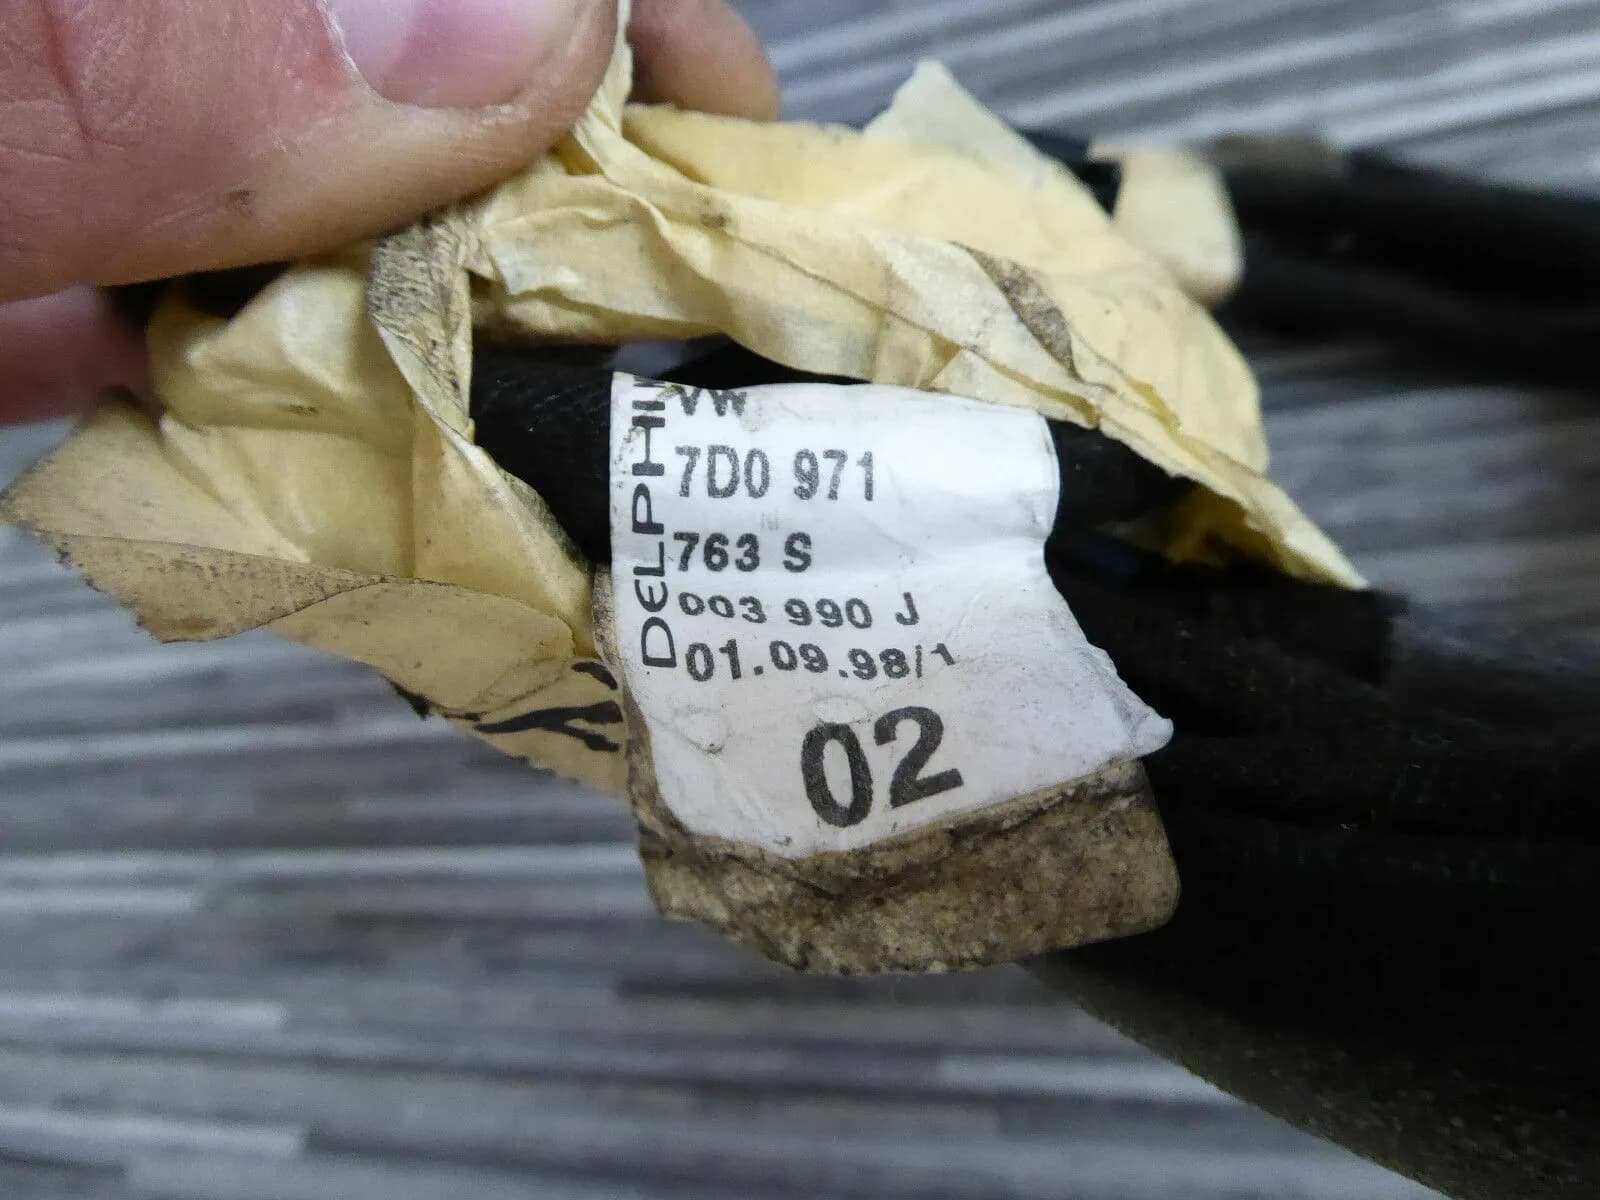 DELPHI
VW
7D0 971
763 S
003 990 J
01.09.98/1
02